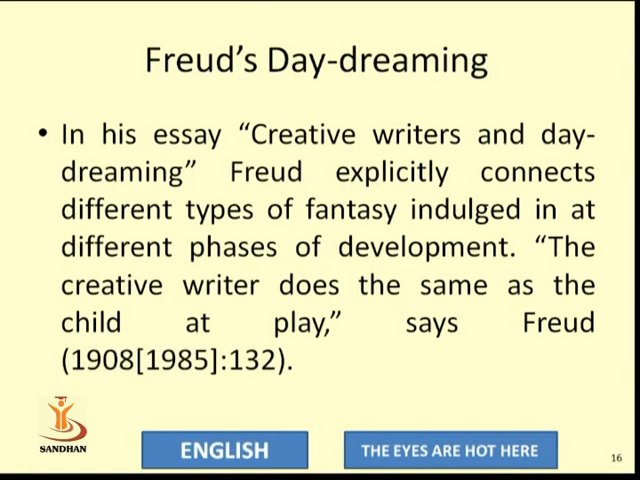 Freud’s Day-dreaming
• In his essay “Creative writers and day-
dreaming” Freud explicitly connects
different types of fantasy indulged in at
different phases of development. “The
creative writer does the same as the
child at play,” says Freud
(1908[1985]:132).
SANDHAN
ENGLISH
THE EYES ARE HOT HERE
16